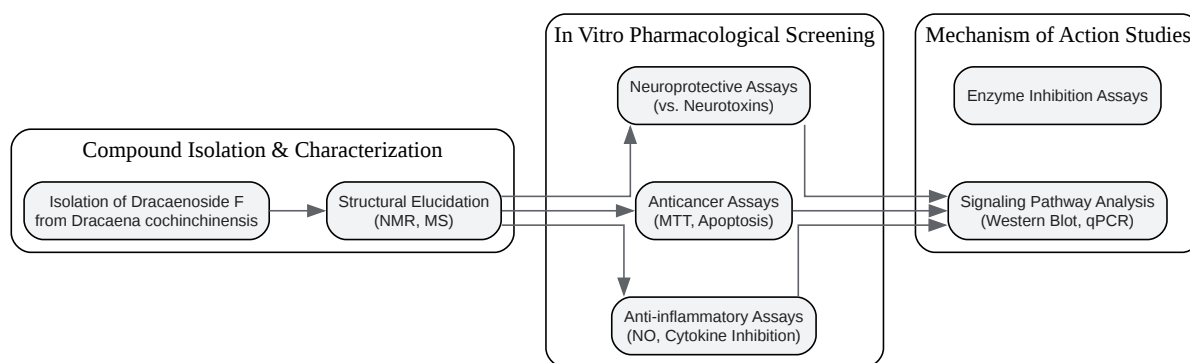 Compound Isolation & Characterization
Isolation of Dracaenoside F
from Dracaena cochinchinensis
Structural Elucidation
(NMR, MS)
In Vitro Pharmacological Screening
Neuroprotective Assays
(vs. Neurotoxins)
Anticancer Assays
(MTT, Apoptosis)
Anti-inflammatory Assays
(NO, Cytokine Inhibition)
Mechanism of Action Studies
Enzyme Inhibition Assays
Signaling Pathway Analysis
(Western Blot, qPCR)